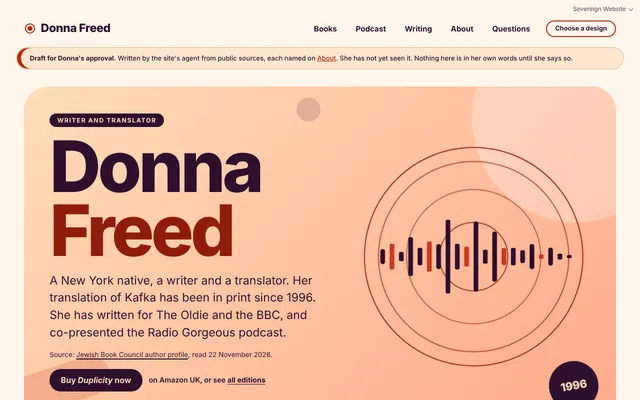 Sovereign Website
Donna Freed
Books Podcast Writing About Questions Choose a design
Draft for Donna's approval. Written by the site's agent from public sources, each named on About. She has not yet seen it. Nothing here is in her own words until she says so.
WRITER AND TRANSLATOR
Donna
Freed
A New York native, a writer and a translator. Her
translation of Kafka has been in print since 1996.
She has written for The Oldie and the BBC, and
co-presented the Radio Gorgeous podcast.
Source: Jewish Book Council author profile, read 22 November 2026.
Buy Duplicity now on Amazon UK, or see all editions
1996